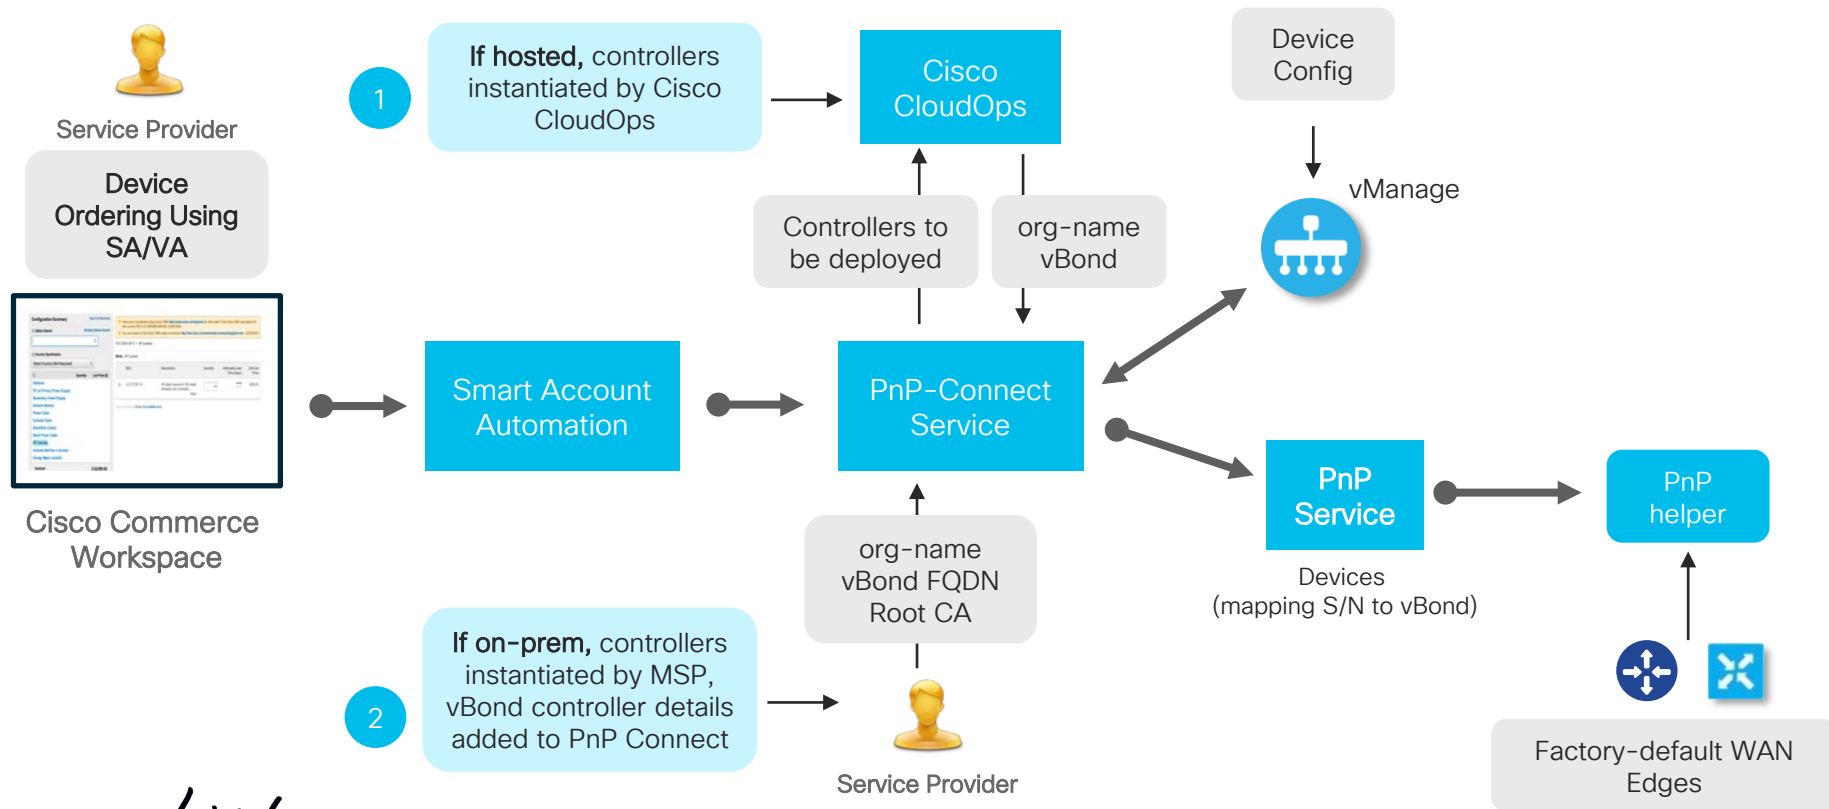 Service Provider
Device
Ordering Using
SA/VA
Cisco Commerce
Workspace
1
If hosted, controllers
instantiated by Cisco
CloudOps
Cisco
CloudOps
Controllers to
be deployed
org-name
vBond
Device
Config
vManage
Smart Account
Automation
PnP-Connect
Service
PnP
Service
Devices
(mapping S/N to vBond)
PnP
helper
org-name
vBond FQDN
Root CA
2
If on-prem, controllers
instantiated by MSP,
vBond controller details
added to PnP Connect
Service Provider
Factory-default WAN
Edges